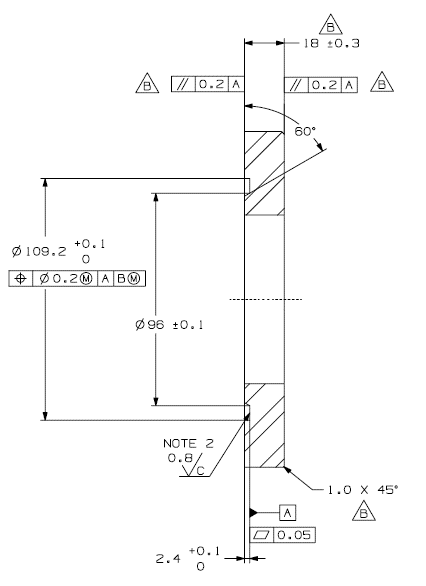 B
18 ±0.3
B
// 0.2 A
// 0.2 A
B
60°
Ø109.2 +0.1
0
⌖ Ø0.2Ⓜ A BⓂ
Ø96 ±0.1
NOTE 2
0.8
C
1.0 X 45°
B
A
⏥ 0.05
2.4 +0.1
0